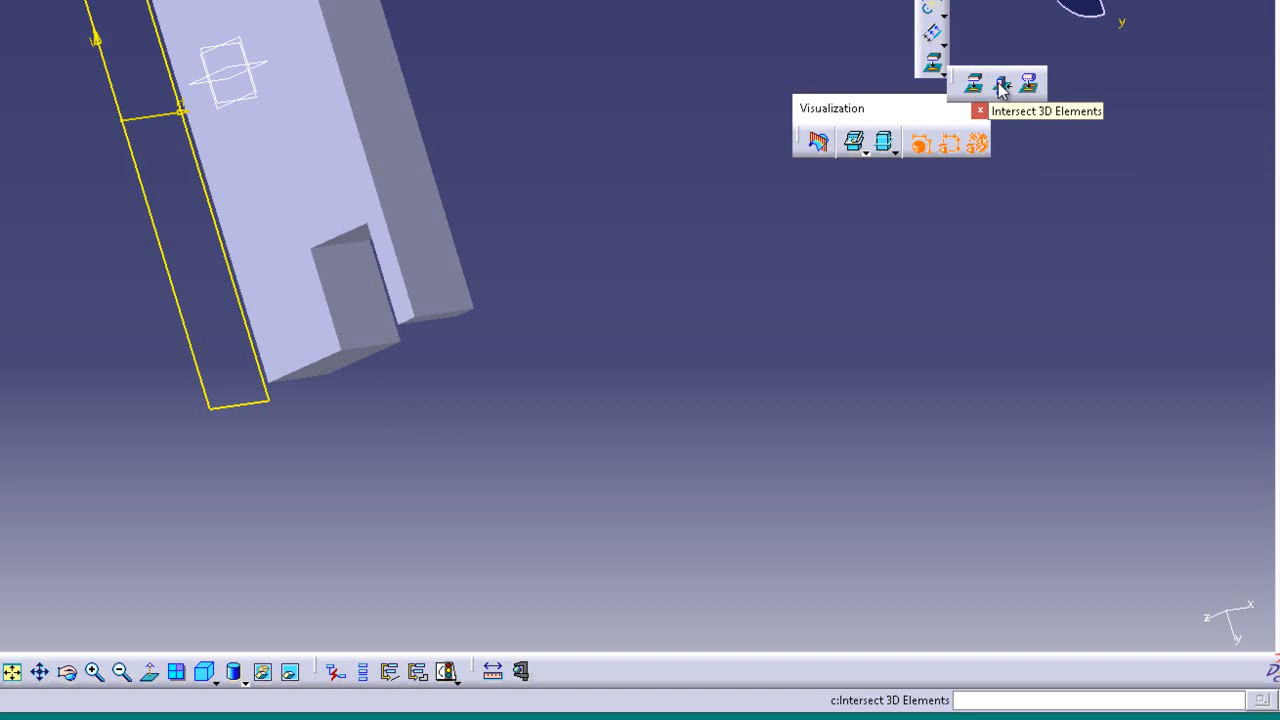 y
Visualization
Intersect 3D Elements
x
z
y
c:Intersect 3D Elements